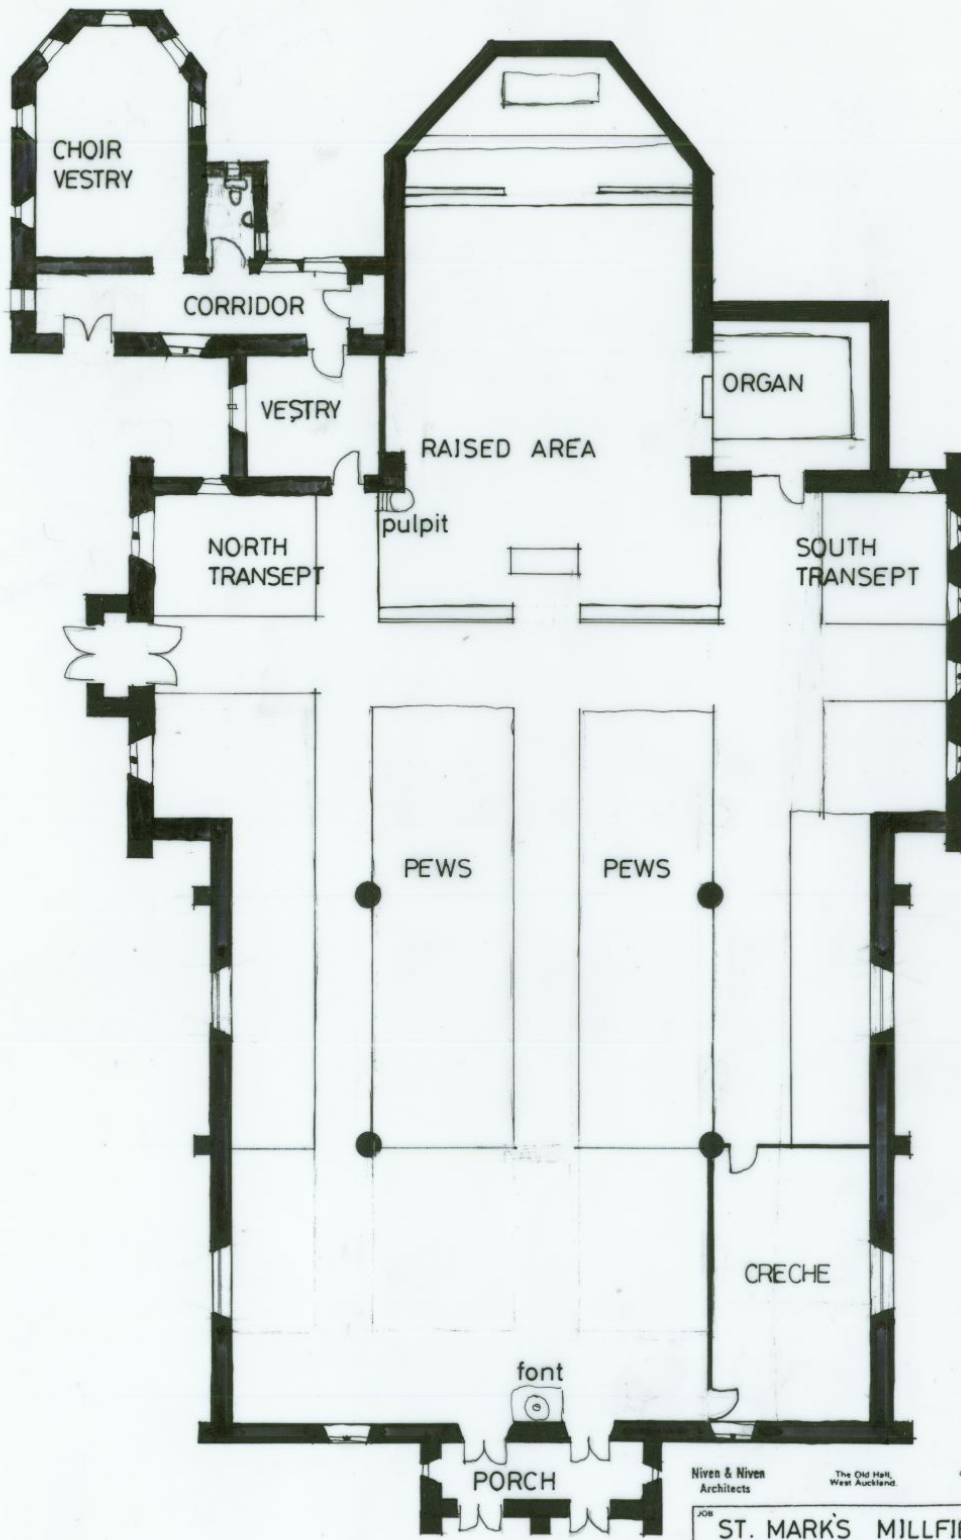 CHOIR
VESTRY
CORRIDOR
VESTRY
ORGAN
RAISED AREA
pulpit
NORTH
TRANSEPT
SOUTH
TRANSEPT
PEWS
PEWS
CRECHE
font
PORCH
Niven & Niven
Architects
The Old Hall,
West Auckland.
JOB
ST. MARK'S